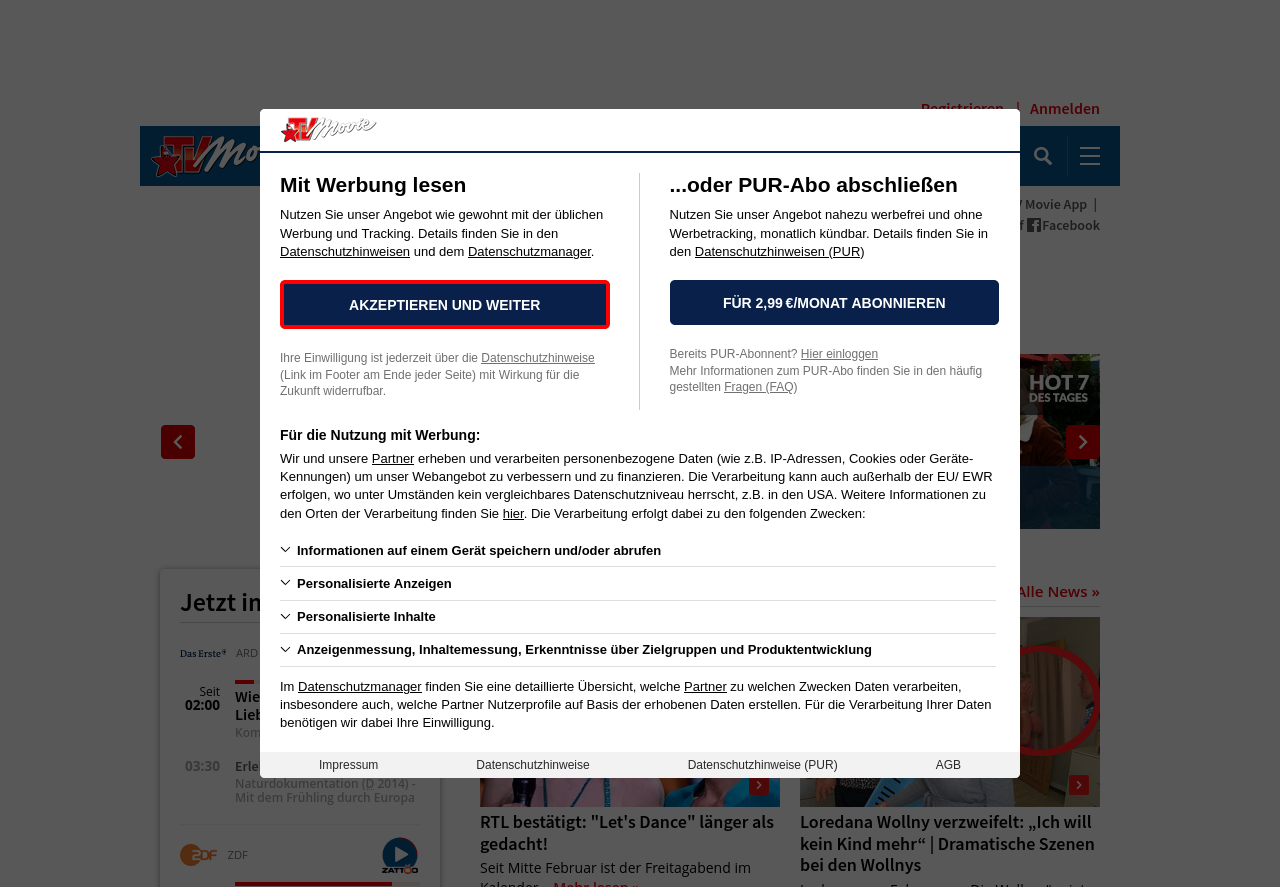 Registrieren | Anmelden
TV Movie
TV Movie
Movie App |
Facebook
Mit Werbung lesen
Nutzen Sie unser Angebot wie gewohnt mit der üblichen
Werbung und Tracking. Details finden Sie in den
Datenschutzhinweisen und dem Datenschutzmanager.
AKZEPTIEREN UND WEITER
Ihre Einwilligung ist jederzeit über die Datenschutzhinweise
(Link im Footer am Ende jeder Seite) mit Wirkung für die
Zukunft widerrufbar.
...oder PUR-Abo abschließen
Nutzen Sie unser Angebot nahezu werbefrei und ohne
Werbetracking, monatlich kündbar. Details finden Sie in
den Datenschutzhinweisen (PUR)
FÜR 2,99 €/MONAT ABONNIEREN
Bereits PUR-Abonnent? Hier einloggen
Mehr Informationen zum PUR-Abo finden Sie in den häufig
gestellten Fragen (FAQ)
HOT 7
DES TAGES
Für die Nutzung mit Werbung:
Wir und unsere Partner erheben und verarbeiten personenbezogene Daten (wie z.B. IP-Adressen, Cookies oder Geräte-
Kennungen) um unser Webangebot zu verbessern und zu finanzieren. Die Verarbeitung kann auch außerhalb der EU/ EWR
erfolgen, wo unter Umständen kein vergleichbares Datenschutzniveau herrscht, z.B. in den USA. Weitere Informationen zu
den Orten der Verarbeitung finden Sie hier. Die Verarbeitung erfolgt dabei zu den folgenden Zwecken:
Informationen auf einem Gerät speichern und/oder abrufen
Personalisierte Anzeigen
Personalisierte Inhalte
Anzeigenmessung, Inhaltemessung, Erkenntnisse über Zielgruppen und Produktentwicklung
Im Datenschutzmanager finden Sie eine detaillierte Übersicht, welche Partner zu welchen Zwecken Daten verarbeiten,
insbesondere auch, welche Partner Nutzerprofile auf Basis der erhobenen Daten erstellen. Für die Verarbeitung Ihrer Daten
benötigen wir dabei Ihre Einwilligung.
Impressum Datenschutzhinweise Datenschutzhinweise (PUR) AGB
Jetzt
Alle News »
Das Erste ARD
Seit
02:00
Wie
Lieb
03:30
Naturdokumentation (D 2014) -
Mit dem Frühling durch Europa
ZDF ZDF
ZATTOO
RTL bestätigt: "Let's Dance" länger als
gedacht!
Seit Mitte Februar ist der Freitagabend im
Kalender… Mehr lesen »
Loredana Wollny verzweifelt: „Ich will
kein Kind mehr“ | Dramatische Szenen
bei den Wollnys